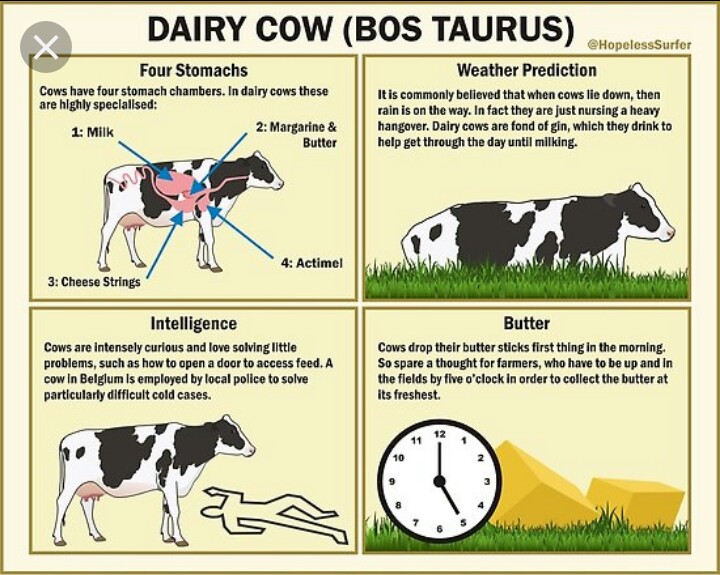 DAIRY COW (BOS TAURUS)
@HopelessSurfer
Four Stomachs
Cows have four stomach chambers. In dairy cows these
are highly specialised:
1: Milk
2: Margarine &
Butter
3: Cheese Strings
4: Actimel
Weather Prediction
It is commonly believed that when cows lie down, then
rain is on the way. In fact they are just nursing a heavy
hangover. Dairy cows are fond of gin, which they drink to
help get through the day until milking.
Intelligence
Cows are intensely curious and love solving little
problems, such as how to open a door to access feed. A
cow in Belgium is employed by local police to solve
particularly difficult cold cases.
Butter
Cows drop their butter sticks first thing in the morning.
So spare a thought for farmers, who have to be up and in
the fields by five o'clock in order to collect the butter at
its freshest.
12
1
2
3
4
5
6
7
8
9
10
11